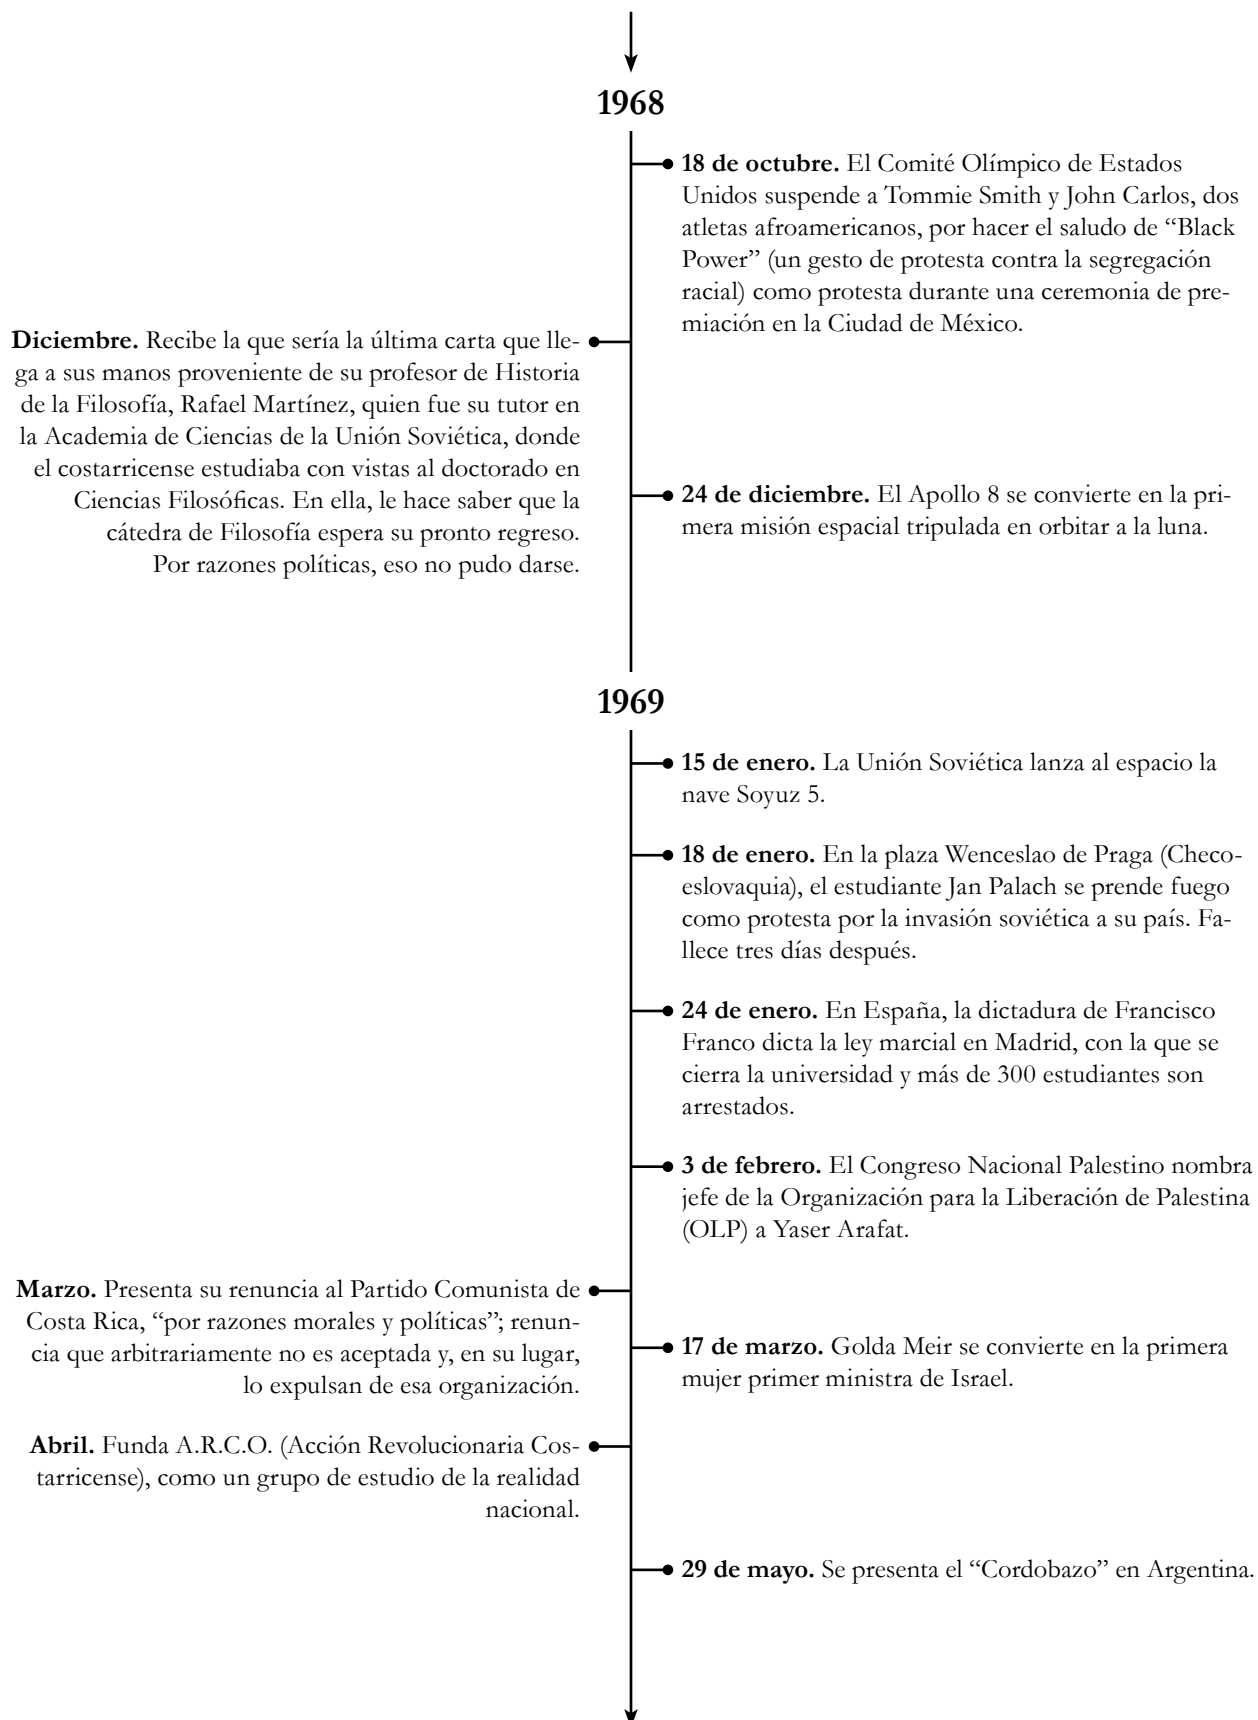 1968
18 de octubre. El Comité Olímpico de Estados
Unidos suspende a Tommie Smith y John Carlos, dos
atletas afroamericanos, por hacer el saludo de “Black
Power” (un gesto de protesta contra la segregación
racial) como protesta durante una ceremonia de pre-
miación en la Ciudad de México.
Diciembre. Recibe la que sería la última carta que lle-
ga a sus manos proveniente de su profesor de Historia
de la Filosofía, Rafael Martínez, quien fue su tutor en
la Academia de Ciencias de la Unión Soviética, donde
el costarricense estudiaba con vistas al doctorado en
Ciencias Filosóficas. En ella, le hace saber que la
cátedra de Filosofía espera su pronto regreso.
Por razones políticas, eso no pudo darse.
24 de diciembre. El Apollo 8 se convierte en la pri-
mera misión espacial tripulada en orbitar a la luna.
1969
15 de enero. La Unión Soviética lanza al espacio la
nave Soyuz 5.
18 de enero. En la plaza Wenceslao de Praga (Checo-
eslovaquia), el estudiante Jan Palach se prende fuego
como protesta por la invasión soviética a su país. Fa-
llece tres días después.
24 de enero. En España, la dictadura de Francisco
Franco dicta la ley marcial en Madrid, con la que se
cierra la universidad y más de 300 estudiantes son
arrestados.
3 de febrero. El Congreso Nacional Palestino nombra
jefe de la Organización para la Liberación de Palestina
(OLP) a Yaser Arafat.
Marzo. Presenta su renuncia al Partido Comunista de
Costa Rica, “por razones morales y políticas”; renun-
cia que arbitrariamente no es aceptada y, en su lugar,
lo expulsan de esa organización.
17 de marzo. Golda Meir se convierte en la primera
mujer primer ministra de Israel.
Abril. Funda A.R.C.O. (Acción Revolucionaria Cos-
tarricense), como un grupo de estudio de la realidad
nacional.
29 de mayo. Se presenta el “Cordobazo” en Argentina.